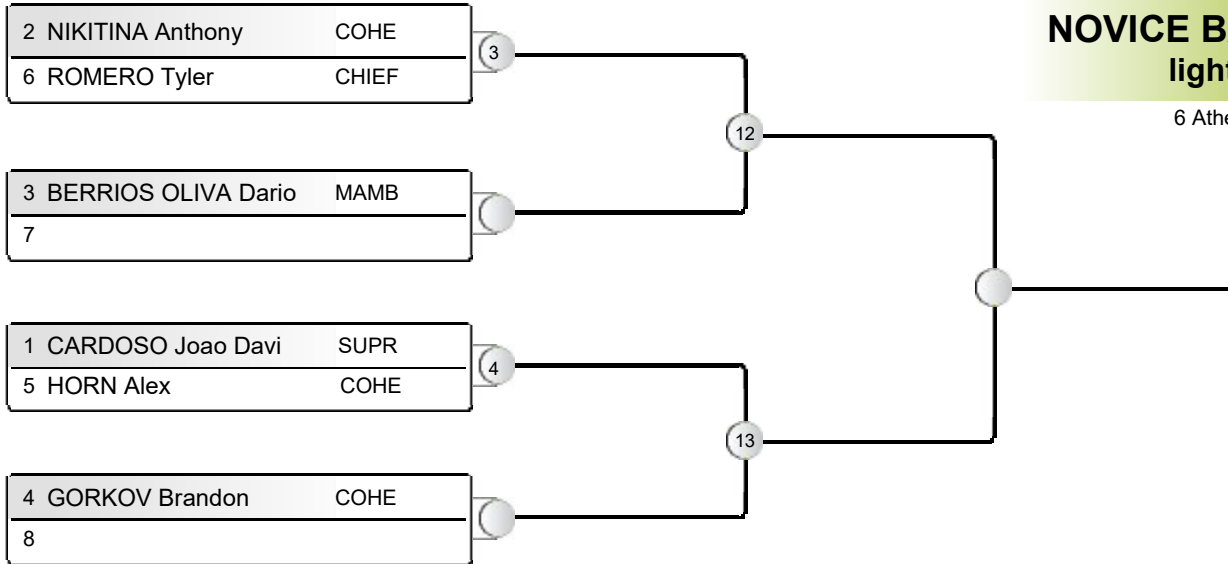 NOVICE B
light
6 Athe
2 NIKITINA Anthony COHE
6 ROMERO Tyler CHIEF
3
12
3 BERRIOS OLIVA Dario MAMB
7
1 CARDOSO Joao Davi SUPR
5 HORN Alex COHE
4
13
4 GORKOV Brandon COHE
8